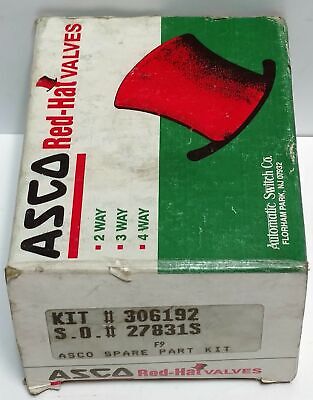 ASCO Red-Hat VALVES
▪ 2 WAY
▪ 3 WAY
▪ 4 WAY
Automatic Switch Co.
FLORHAM PARK, NJ 07932
KIT # 306192
S.O.# 27831S
F9
ASCO SPARE PART KIT
ASCO Red-Hat VALVES